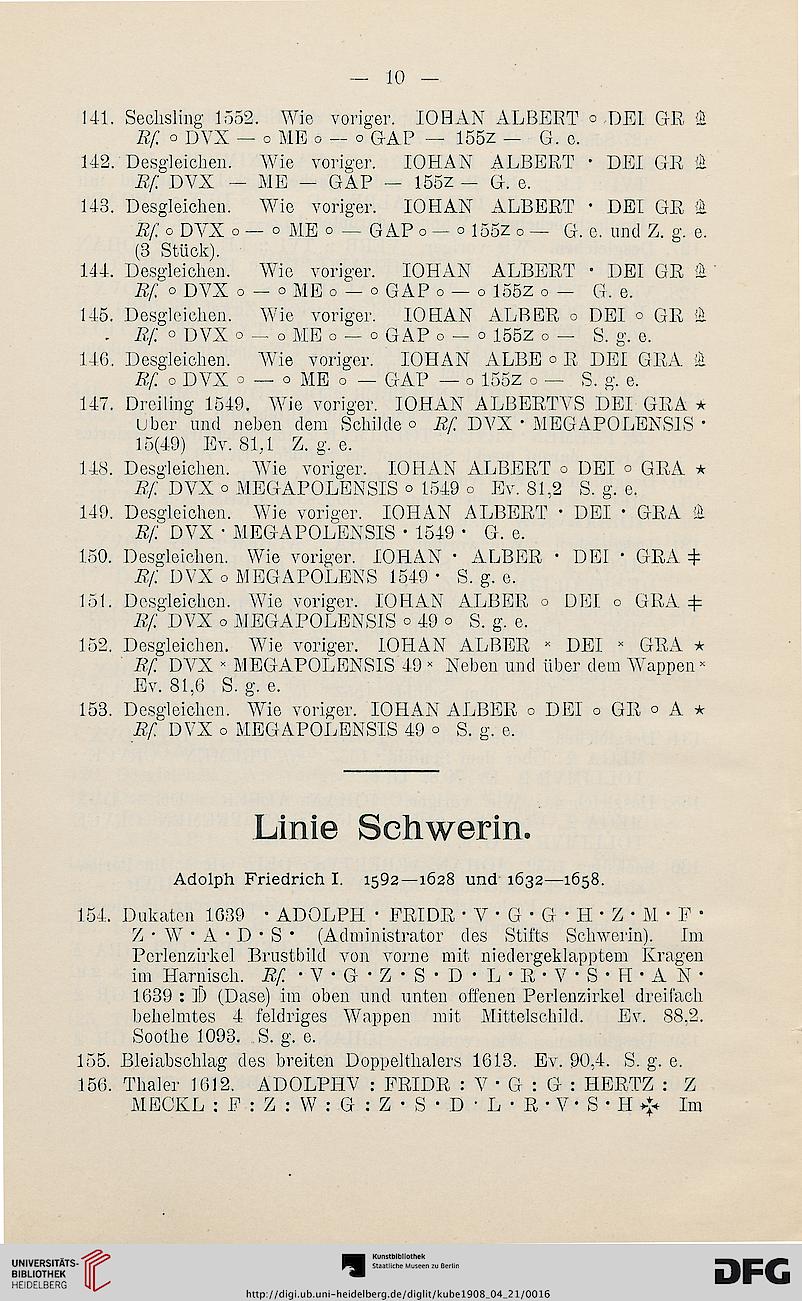 — 10 —
141. Sechsling 1552. Wie voriger. IOHAN ALBERT o DEI GR
Rf. o DVX — o ME o — o GAP — 155z — G. e.
142. Desgleichen. Wie voriger. IOHAN ALBERT • DEI GR
Rf. DVX — ME — GAP — 155z — G. e.
143. Desgleichen. Wie voriger. IOHAN ALBERT • DEI GR
Rf. o DVX o — o ME o — GAP o — o 155z o — G. e. und Z. g. e.
(3 Stück).
144. Desgleichen. Wie voriger. IOHAN ALBERT • DEI GR
Rf. o DVX o — o ME o — o GAP o — o 155z o — G. e.
145. Desgleichen. Wie voriger. IOHAN ALBER o DEI o GR
Rf. o DVX o — o ME o — o GAP o — o 155z o — S. g. e.
146. Desgleichen. Wie voriger. IOHAN ALBE o R DEI GRA
Rf. o DVX o — o ME o — GAP — o 155z o — S. g. e.
147. Dreiling 1549. Wie voriger. IOHAN ALBERTVS DEI GRA ★
Über und neben dem Schilde o Rf. DVX • MEGAPOLENSIS •
15(49) Ev. 81,1 Z. g. e.
148. Desgleichen. Wie voriger. IOHAN ALBERT o DEI o GRA ★
Rf. DVX o MEGAPOLENSIS o 1549 o Ev. 81,2 S. g. e.
149. Desgleichen. Wie voriger. IOHAN ALBERT • DEI • GRA
Rf. DVX • MEGAPOLENSIS • 1549 • G. e.
150. Desgleichen. Wie voriger. IOHAN • ALBER • DEI • GRA ‡
Rf. DVX o MEGAPOLENS 1549 • S. g. e.
151. Desgleichen. Wie voriger. IOHAN ALBER o DEI o GRA ‡
Rf. DVX o MEGAPOLENSIS o 49 o S. g. e.
152. Desgleichen. Wie voriger. IOHAN ALBER × DEI × GRA ★
Rf. DVX × MEGAPOLENSIS 49 × Neben und über dem Wappen ×
Ev. 81,6 S. g. e.
153. Desgleichen. Wie voriger. IOHAN ALBER o DEI o GR o A ★
Rf. DVX o MEGAPOLENSIS 49 o S. g. e.
Linie Schwerin.
Adolph Friedrich I. 1592—1628 und 1632—1658.
154. Dukaten 1639 • ADOLPH • FRIDR • V • G • G • H • Z • M • F •
Z • W • A • D • S • (Administrator des Stifts Schwerin). Im
Perlenzirkel Brustbild von vorne mit niedergeklapptem Kragen
im Harnisch. Rf. • V • G • Z • S • D • L • R • V • S • H • A N •
1639 : (Dase) im oben und unten offenen Perlenzirkel dreifach
behelmtes 4 feldriges Wappen mit Mittelschild. Ev. 88,2.
Soothe 1093. S. g. e.
155. Bleiabschlag des breiten Doppelthalers 1613. Ev. 90,4. S. g. e.
156. Thaler 1612. ADOLPHV : FRIDR : V • G : G : HERTZ : Z
MECKL : F : Z : W : G : Z • S • D • L • R • V • S • H ✣ Im
UNIVERSITÄTS-
BIBLIOTHEK
HEIDELBERG
Kunstbibliothek
Staatliche Museen zu Berlin
DFG
http://digi.ub.uni-heidelberg.de/diglit/kube1908_04_21/0016